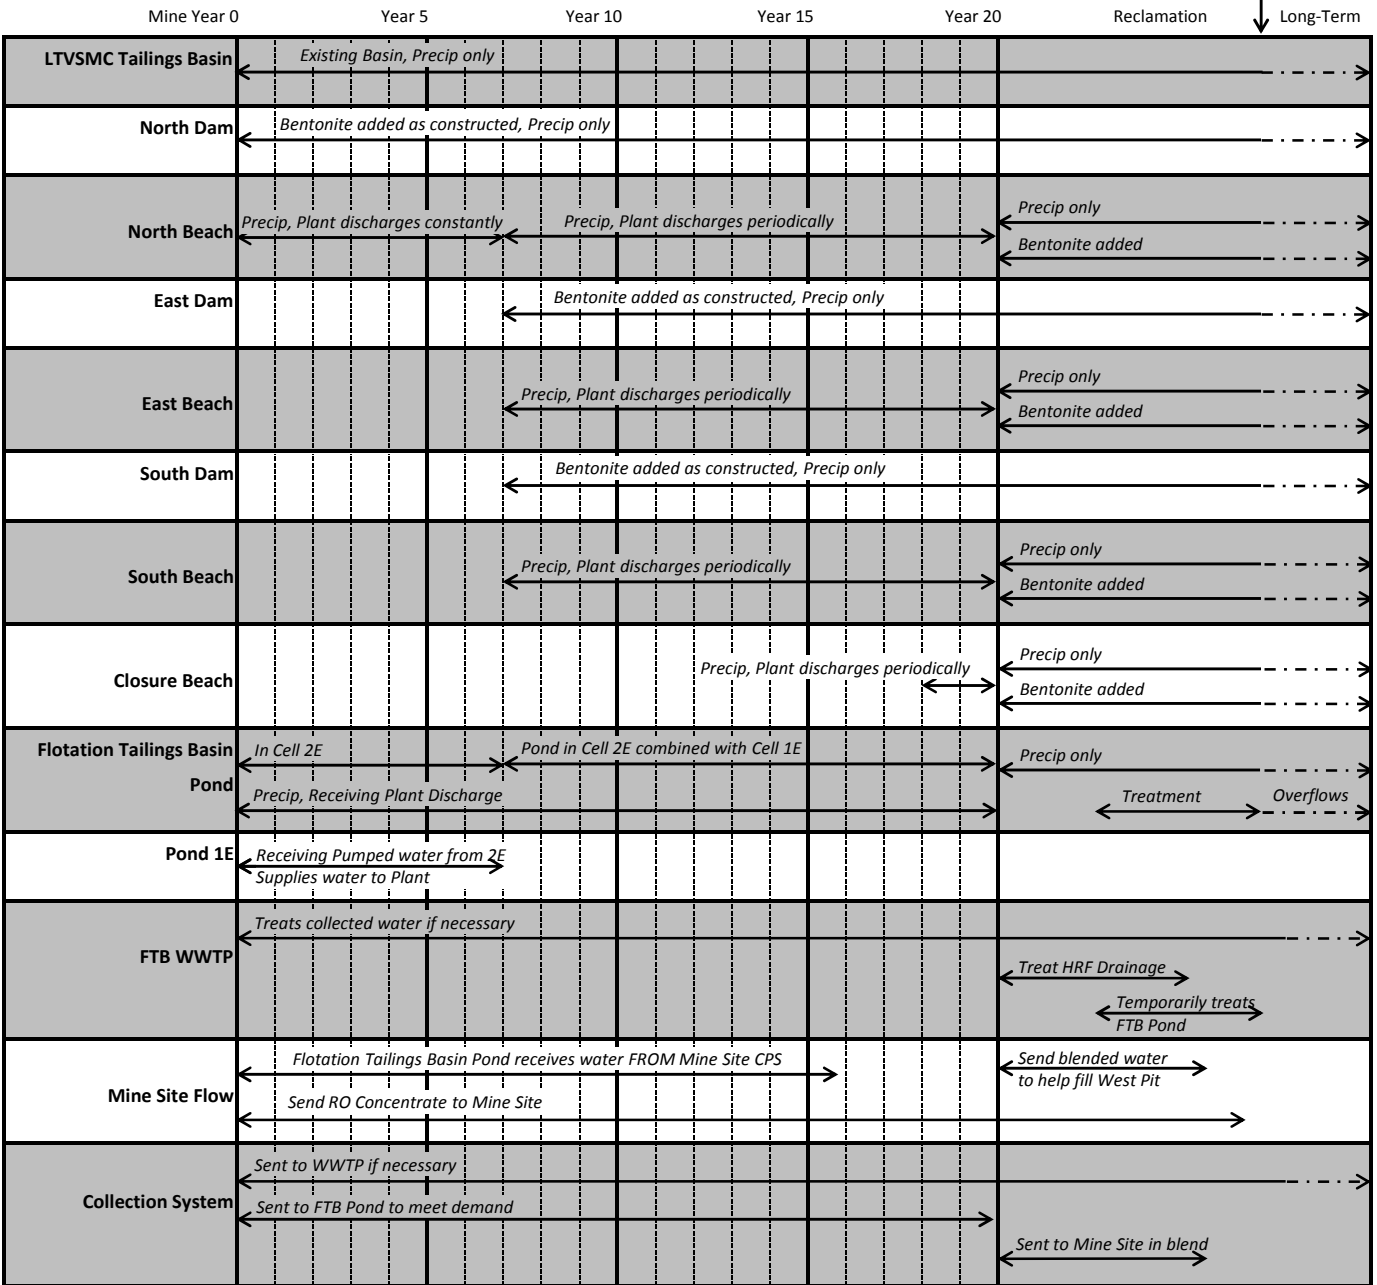 Mine Year 0 Year 5 Year 10 Year 15 Year 20 Reclamation Long-Term
LTVSMC Tailings Basin
Existing Basin, Precip only
North Dam
Bentonite added as constructed, Precip only
North Beach
Precip, Plant discharges constantly
Precip, Plant discharges periodically
Precip only
Bentonite added
East Dam
Bentonite added as constructed, Precip only
East Beach
Precip, Plant discharges periodically
Precip only
Bentonite added
South Dam
Bentonite added as constructed, Precip only
South Beach
Precip, Plant discharges periodically
Precip only
Bentonite added
Closure Beach
Precip, Plant discharges periodically
Precip only
Bentonite added
Flotation Tailings Basin
Pond
In Cell 2E
Pond in Cell 2E combined with Cell 1E
Precip only
Precip, Receiving Plant Discharge
Treatment
Overflows
Pond 1E
Receiving Pumped water from 2E
Supplies water to Plant
FTB WWTP
Treats collected water if necessary
Treat HRF Drainage
Temporarily treats
FTB Pond
Mine Site Flow
Flotation Tailings Basin Pond receives water FROM Mine Site CPS
Send blended water
to help fill West Pit
Send RO Concentrate to Mine Site
Collection System
Sent to WWTP if necessary
Sent to FTB Pond to meet demand
Sent to Mine Site in blend